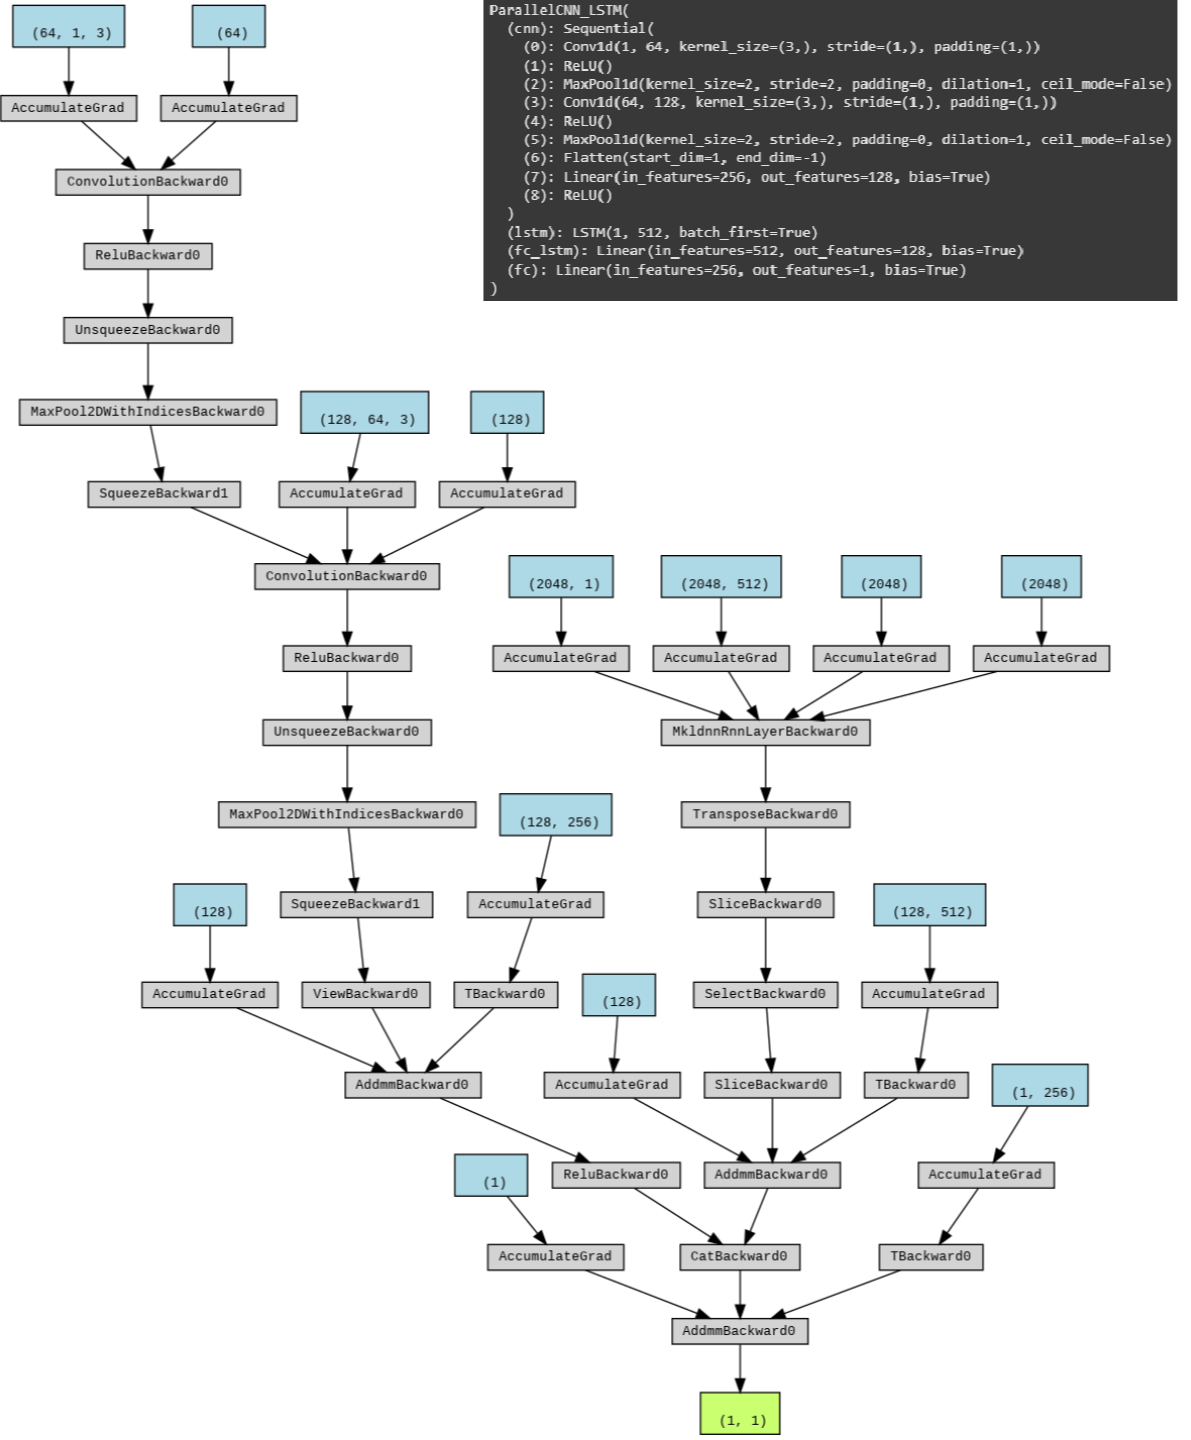 ParallelCNN_LSTM(
(cnn): Sequential(
(0): Conv1d(1, 64, kernel_size=(3,), stride=(1,), padding=(1,))
(1): ReLU()
(2): MaxPool1d(kernel_size=2, stride=2, padding=0, dilation=1, ceil_mode=False)
(3): Conv1d(64, 128, kernel_size=(3,), stride=(1,), padding=(1,))
(4): ReLU()
(5): MaxPool1d(kernel_size=2, stride=2, padding=0, dilation=1, ceil_mode=False)
(6): Flatten(start_dim=1, end_dim=-1)
(7): Linear(in_features=256, out_features=128, bias=True)
(8): ReLU()
)
(lstm): LSTM(1, 512, batch_first=True)
(fc_lstm): Linear(in_features=512, out_features=128, bias=True)
(fc): Linear(in_features=256, out_features=1, bias=True)
)
(64, 1, 3)
(64)
AccumulateGrad
AccumulateGrad
ConvolutionBackward0
ReluBackward0
UnsqueezeBackward0
MaxPool2DWithIndicesBackward0
(128, 64, 3)
(128)
SqueezeBackward1
AccumulateGrad
AccumulateGrad
ConvolutionBackward0
(2048, 1)
(2048, 512)
(2048)
(2048)
ReluBackward0
AccumulateGrad
AccumulateGrad
AccumulateGrad
AccumulateGrad
UnsqueezeBackward0
MkldnnRnnLayerBackward0
MaxPool2DWithIndicesBackward0
(128, 256)
TransposeBackward0
(128)
SqueezeBackward1
AccumulateGrad
SliceBackward0
(128, 512)
AccumulateGrad
ViewBackward0
TBackward0
(128)
SelectBackward0
AccumulateGrad
AddmmBackward0
AccumulateGrad
SliceBackward0
TBackward0
(1, 256)
(1)
ReluBackward0
AddmmBackward0
AccumulateGrad
AccumulateGrad
CatBackward0
TBackward0
AddmmBackward0
(1, 1)